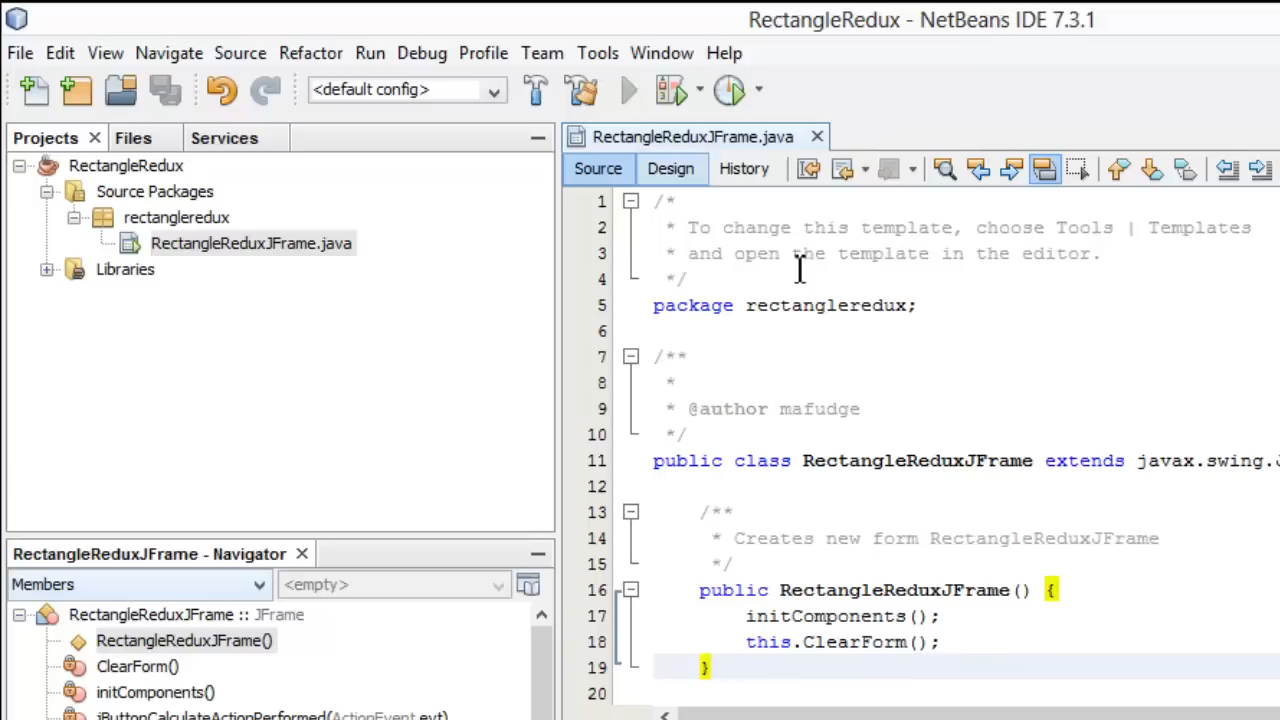 RectangleRedux - NetBeans IDE 7.3.1
File Edit View Navigate Source Refactor Run Debug Profile Team Tools Window Help
<default config>
Projects Files Services
RectangleRedux
Source Packages
rectangleredux
RectangleReduxJFrame.java
Libraries
RectangleReduxJFrame - Navigator
Members <empty>
RectangleReduxJFrame :: JFrame
RectangleReduxJFrame()
ClearForm()
initComponents()
jButtonCalculateActionPerformed(ActionEvent evt)
RectangleReduxJFrame.java
Source Design History
1 /*
2 * To change this template, choose Tools | Templates
3 * and open the template in the editor.
4 */
5 package rectangleredux;
6
7 /**
8 *
9 * @author mafudge
10 */
11 public class RectangleReduxJFrame extends javax.swing.J
12
13 /**
14 * Creates new form RectangleReduxJFrame
15 */
16 public RectangleReduxJFrame() {
17 initComponents();
18 this.ClearForm();
19 }
20